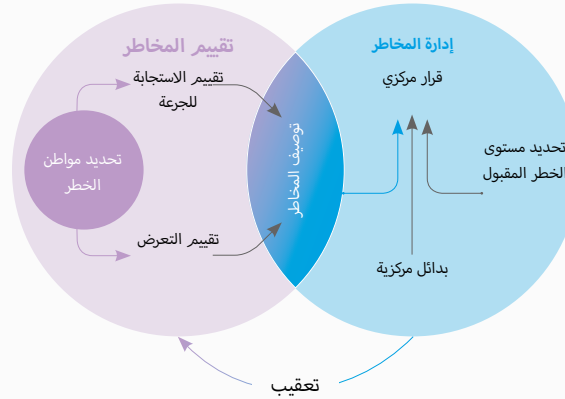 إدارة المخاطر
قرار مركزي
تحديد مستوى
الخطر المقبول
بدائل مركزية
توصيف المخاطر
تقييم المخاطر
تقييم الاستجابة
للجرعة
تحديد مواطن
الخطر
تقييم التعرض
تعقيب